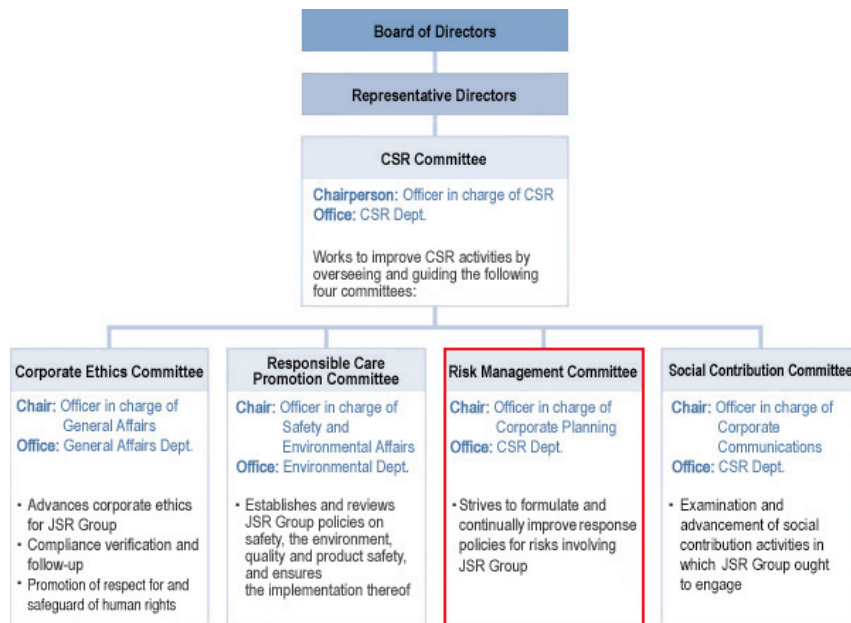 Board of Directors
Representative Directors
CSR Committee
Chairperson: Officer in charge of CSR
Office: CSR Dept.
Works to improve CSR activities by
overseeing and guiding the following
four committees:
Corporate Ethics Committee
Chair: Officer in charge of
General Affairs
Office: General Affairs Dept.
• Advances corporate ethics
for JSR Group
• Compliance verification and
follow-up
• Promotion of respect for and
safeguard of human rights
Responsible Care
Promotion Committee
Chair: Officer in charge of
Safety and
Environmental Affairs
Office: Environmental Dept.
• Establishes and reviews
JSR Group policies on
safety, the environment,
quality and product safety,
and ensures
the implementation thereof
Risk Management Committee
Chair: Officer in charge of
Corporate Planning
Office: CSR Dept.
• Strives to formulate and
continually improve response
policies for risks involving
JSR Group
Social Contribution Committee
Chair: Officer in charge of
Corporate
Communications
Office: CSR Dept.
• Examination and
advancement of social
contribution activities in
which JSR Group ought
to engage